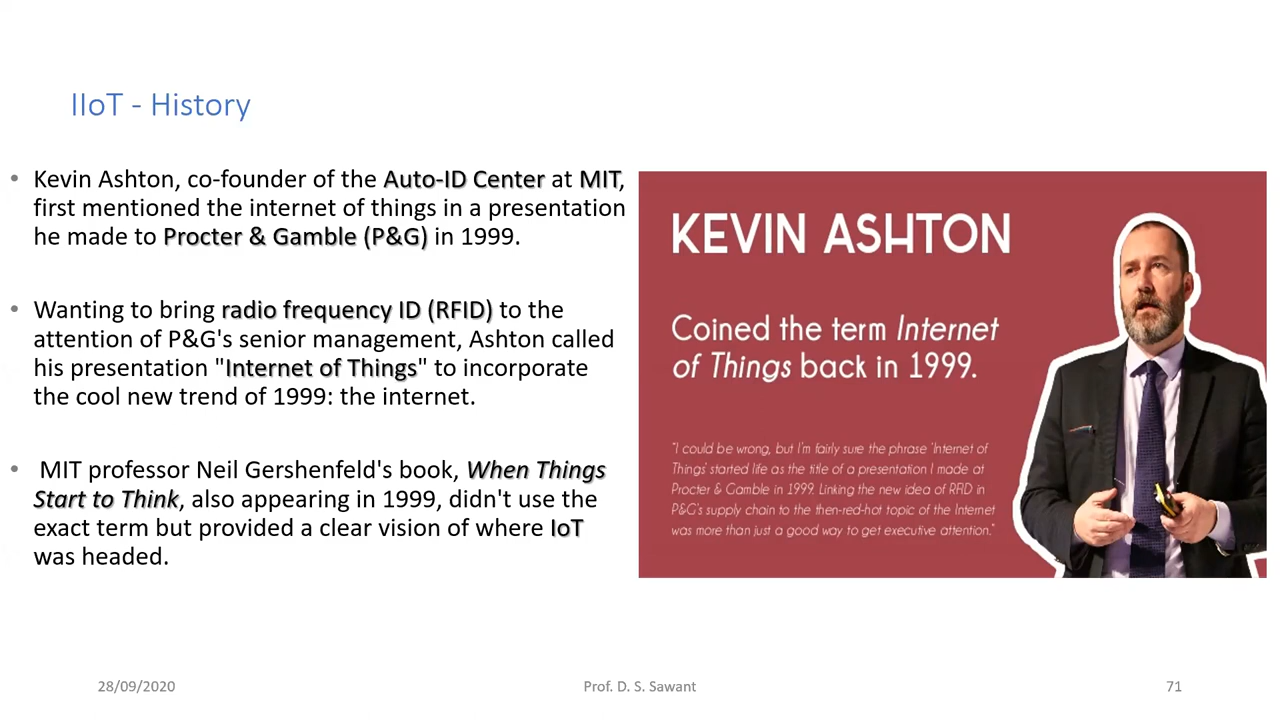 IIoT - History
• Kevin Ashton, co-founder of the Auto-ID Center at MIT,
first mentioned the internet of things in a presentation
he made to Procter & Gamble (P&G) in 1999.
• Wanting to bring radio frequency ID (RFID) to the
attention of P&G's senior management, Ashton called
his presentation "Internet of Things" to incorporate
the cool new trend of 1999: the internet.
• MIT professor Neil Gershenfeld's book, When Things
Start to Think, also appearing in 1999, didn't use the
exact term but provided a clear vision of where IoT
was headed.
KEVIN ASHTON
Coined the term Internet
of Things back in 1999.
"I could be wrong, but I'm fairly sure the phrase 'Internet of
Things' started life as the title of a presentation I made at
Procter & Gamble in 1999. Linking the new idea of RFID in
P&G's supply chain to the then-red-hot topic of the Internet
was more than just a good way to get executive attention."
28/09/2020
Prof. D. S. Sawant
71